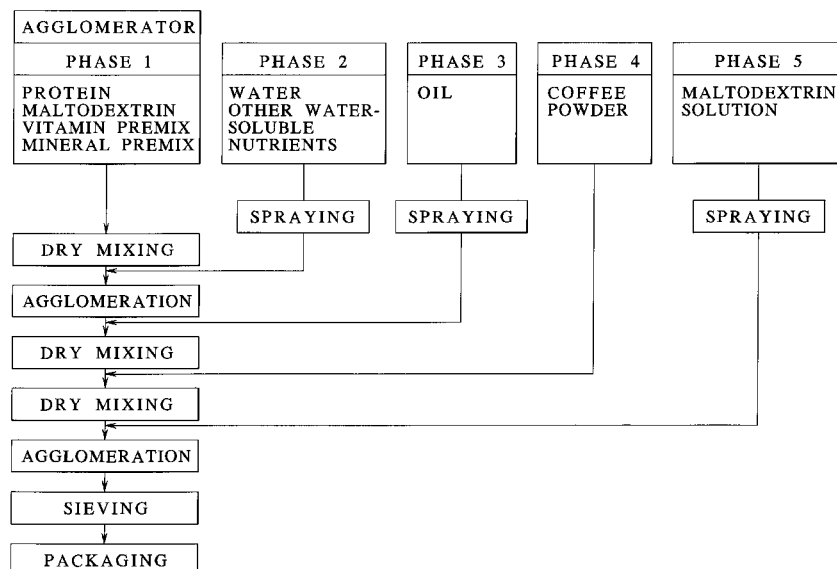 AGGLOMERATOR
PHASE 1
PROTEIN
MALTODEXTRIN
VITAMIN PREMIX
MINERAL PREMIX
PHASE 2
WATER
OTHER WATER-
SOLUBLE
NUTRIENTS
PHASE 3
OIL
PHASE 4
COFFEE
POWDER
PHASE 5
MALTODEXTRIN
SOLUTION
SPRAYING
SPRAYING
SPRAYING
DRY MIXING
AGGLOMERATION
DRY MIXING
DRY MIXING
AGGLOMERATION
SIEVING
PACKAGING